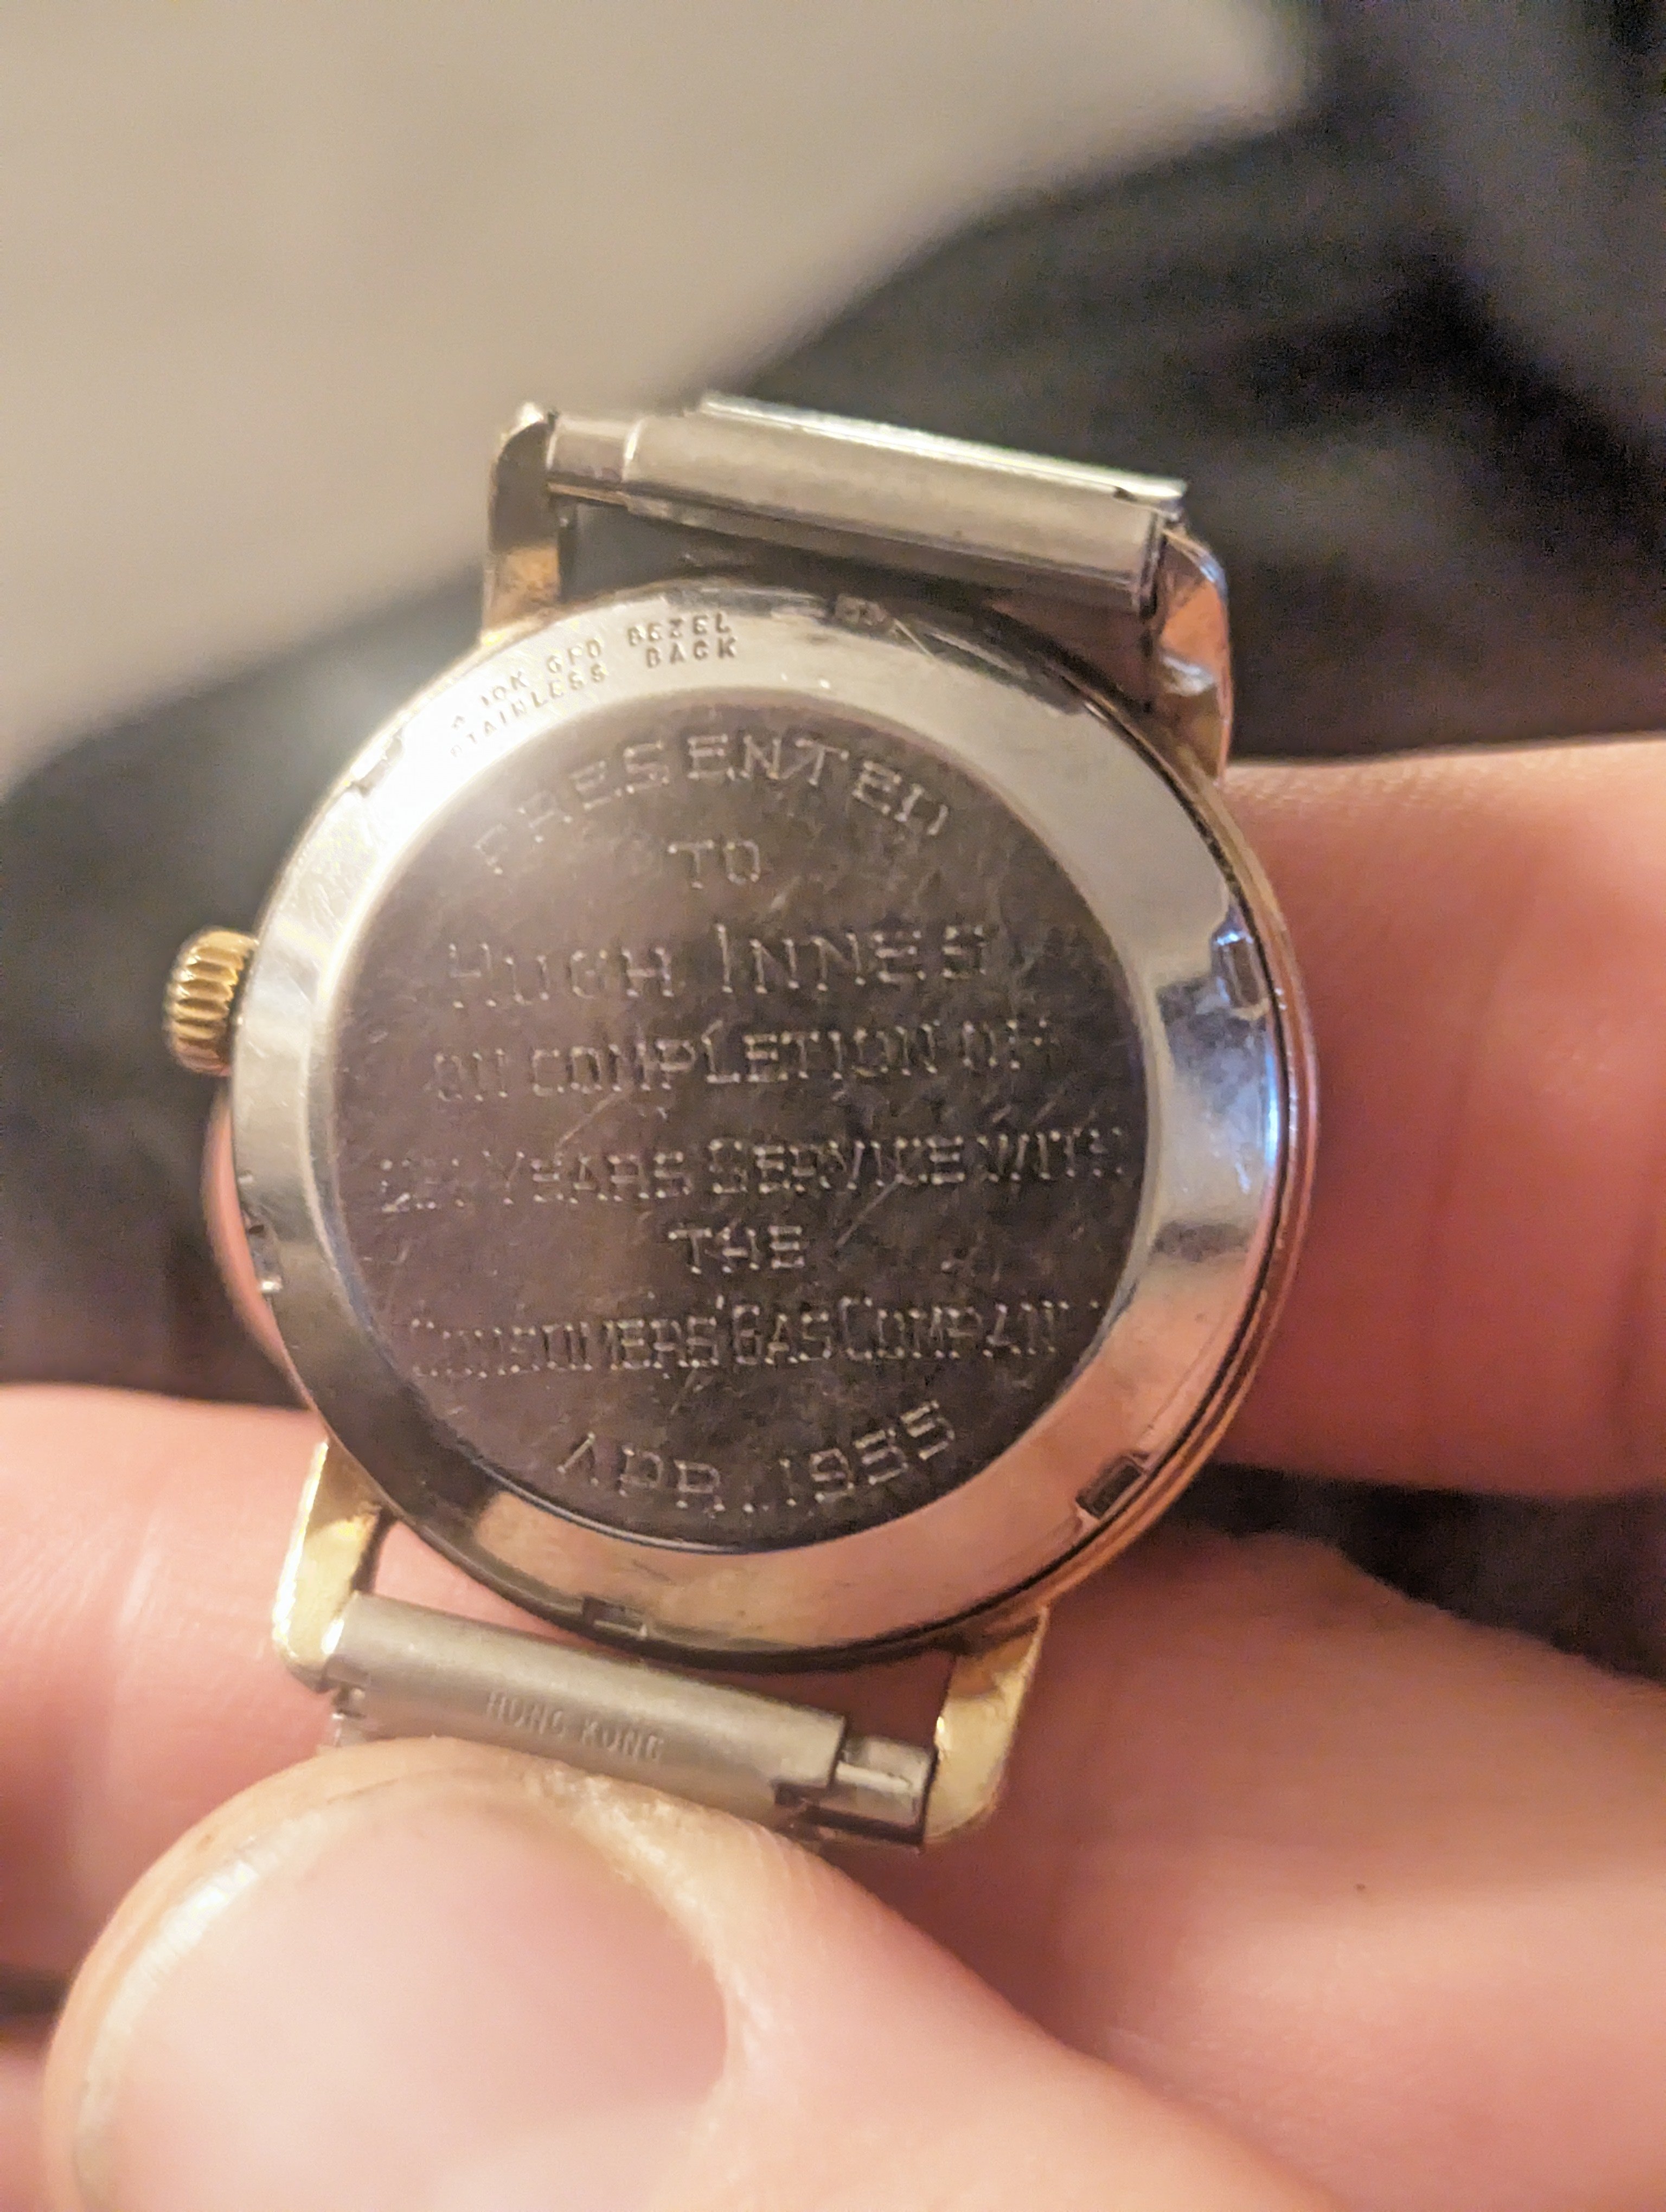 10K GFD BEZEL
STAINLESS BACK
PRESENTED
TO
HUGH INNES
ON COMPLETION OF
YEARS SERVICE WITH
THE
CONSUMERS' GAS COMPANY
APR. 1955
HONG KONG